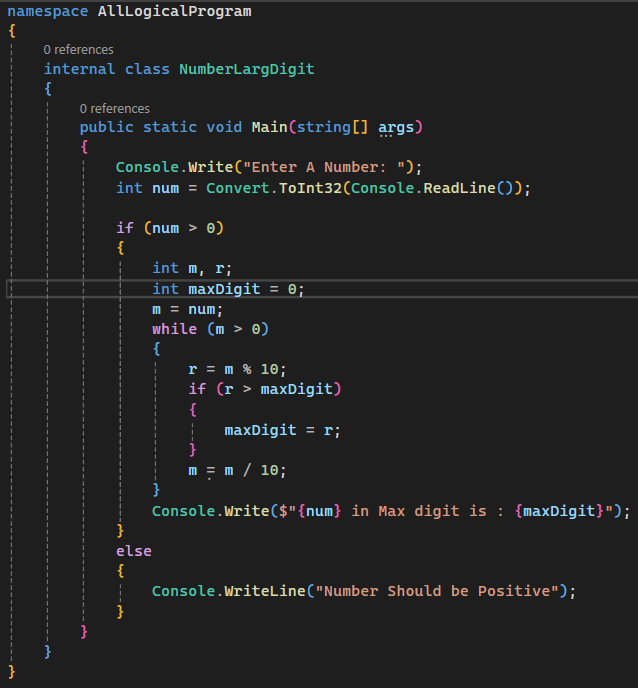 namespace AllLogicalProgram
{
0 references
internal class NumberLargDigit
{
0 references
public static void Main(string[] args)
{
Console.Write("Enter A Number: ");
int num = Convert.ToInt32(Console.ReadLine());
if (num > 0)
{
int m, r;
int maxDigit = 0;
m = num;
while (m > 0)
{
r = m % 10;
if (r > maxDigit)
{
maxDigit = r;
}
m = m / 10;
}
Console.Write($"{num} in Max digit is : {maxDigit}");
}
else
{
Console.WriteLine("Number Should be Positive");
}
}
}
}